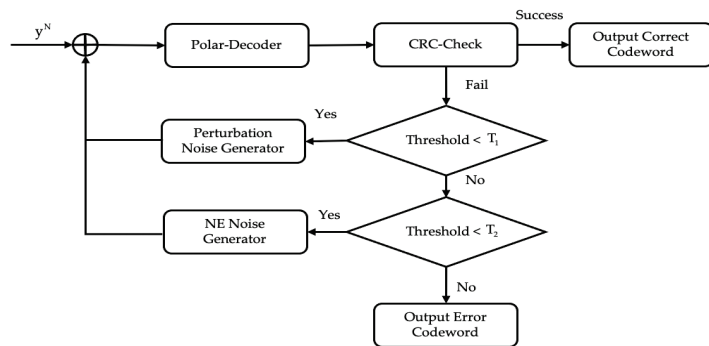 y^N
Polar-Decoder
CRC-Check
Success
Output Correct
Codeword
Fail
Perturbation
Noise Generator
Yes
Threshold < T₁
No
NE Noise
Generator
Yes
Threshold < T₂
No
Output Error
Codeword